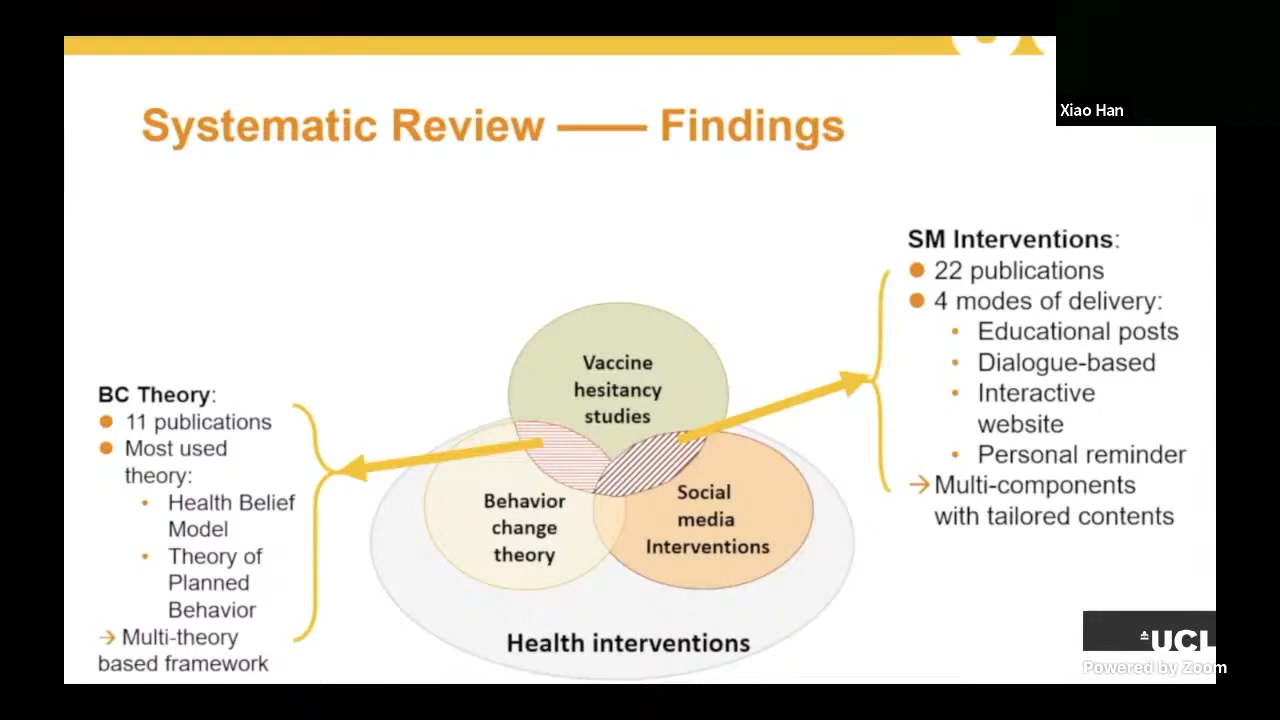 Xiao Han
Systematic Review —— Findings
SM Interventions:
22 publications
4 modes of delivery:
Educational posts
Dialogue-based
Interactive
website
Personal reminder
→ Multi-components
with tailored contents
Vaccine
hesitancy
studies
BC Theory:
11 publications
Most used
theory:
Health Belief
Model
Theory of
Planned
Behavior
→ Multi-theory
based framework
Behavior
change
theory
Social
media
Interventions
Health interventions
UCL
Powered by Zoom